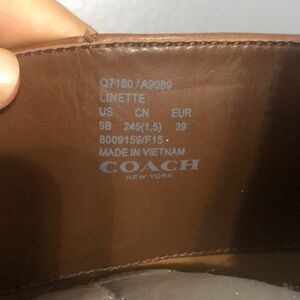 Q7180 / A9089
LINETTE
US CN EUR
9B 245(1.5) 39
8009159/F15
MADE IN VIETNAM
COACH
NEW YORK